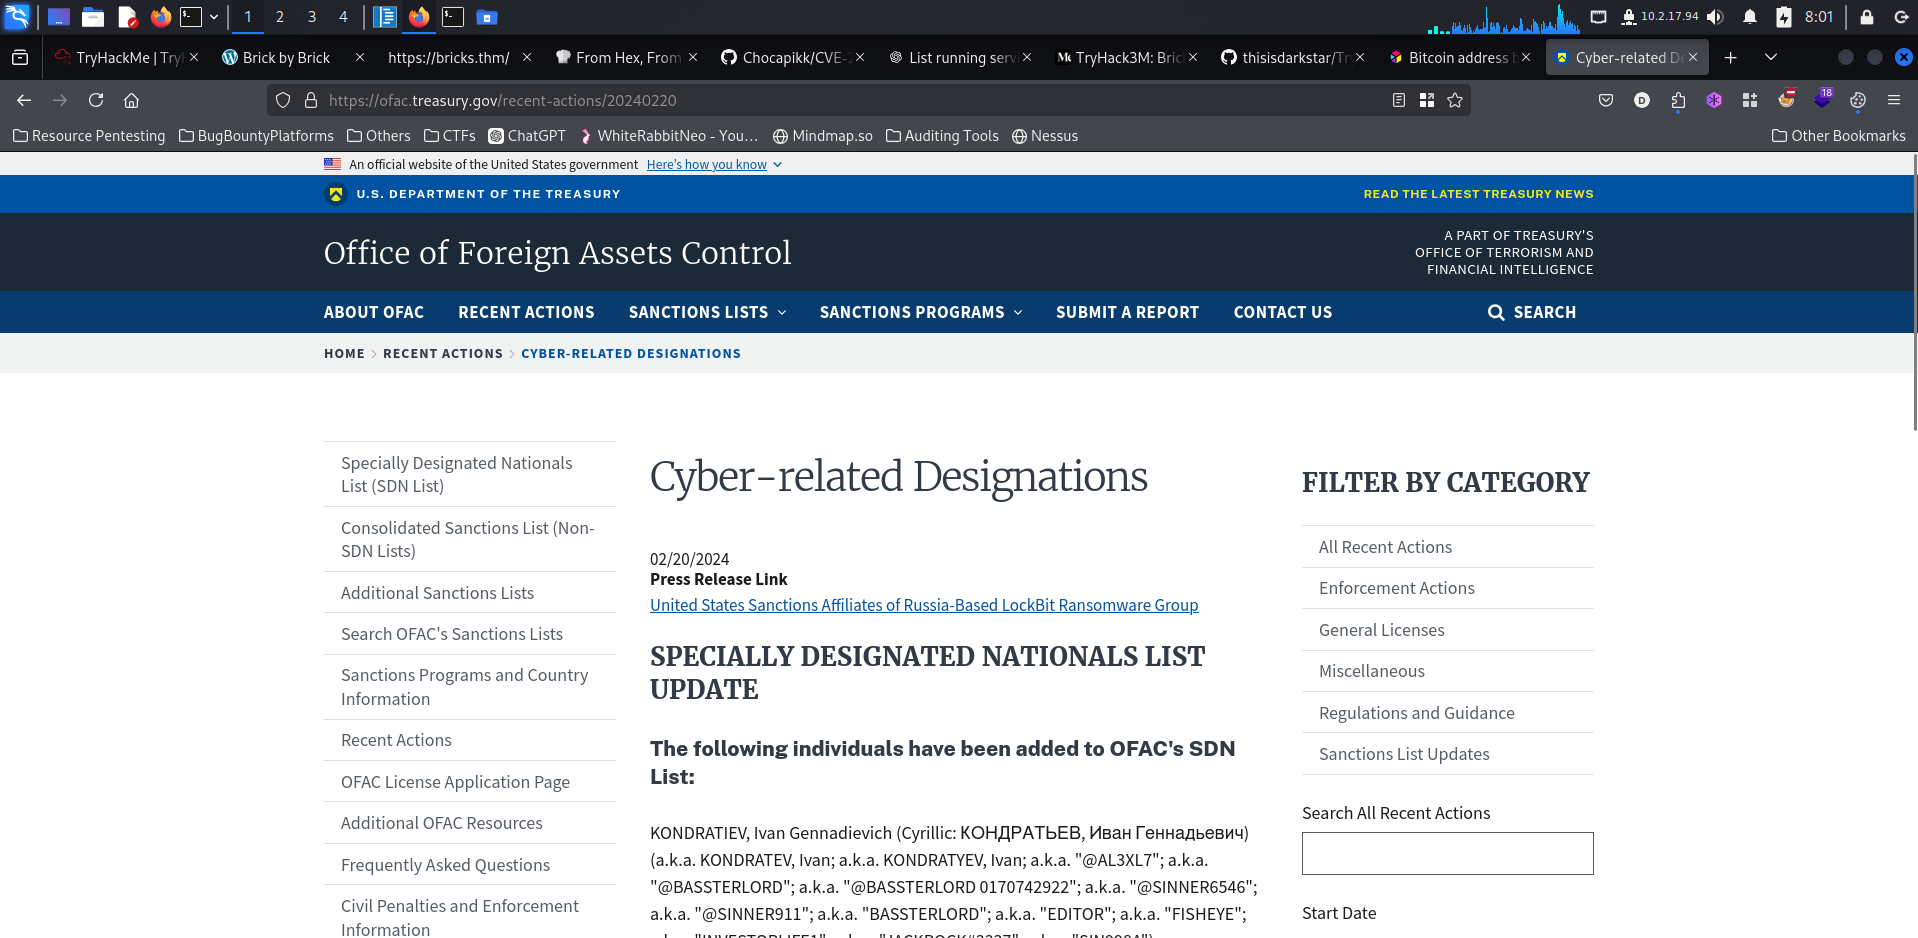 1 2 3 4 10.2.17.94 8:01
TryHackMe | Try Brick by Brick https://bricks.thm/ From Hex, From Chocapikk/CVE-2 List running serv TryHack3M: Bric thisisdarkstar/Tr Bitcoin address b Cyber-related De
https://ofac.treasury.gov/recent-actions/20240220 D 18
Resource Pentesting BugBountyPlatforms Others CTFs ChatGPT WhiteRabbitNeo - You... Mindmap.so Auditing Tools Nessus Other Bookmarks
An official website of the United States government Here's how you know
U.S. DEPARTMENT OF THE TREASURY READ THE LATEST TREASURY NEWS
Office of Foreign Assets Control
A PART OF TREASURY'S
OFFICE OF TERRORISM AND
FINANCIAL INTELLIGENCE
ABOUT OFAC RECENT ACTIONS SANCTIONS LISTS SANCTIONS PROGRAMS SUBMIT A REPORT CONTACT US SEARCH
HOME > RECENT ACTIONS > CYBER-RELATED DESIGNATIONS
Specially Designated Nationals
List (SDN List)
Consolidated Sanctions List (Non-
SDN Lists)
Additional Sanctions Lists
Search OFAC's Sanctions Lists
Sanctions Programs and Country
Information
Recent Actions
OFAC License Application Page
Additional OFAC Resources
Frequently Asked Questions
Civil Penalties and Enforcement
Information
Cyber-related Designations
02/20/2024
Press Release Link
United States Sanctions Affiliates of Russia-Based LockBit Ransomware Group
SPECIALLY DESIGNATED NATIONALS LIST
UPDATE
The following individuals have been added to OFAC's SDN
List:
KONDRATIEV, Ivan Gennadievich (Cyrillic: КОНДРАТЬЕВ, Иван Геннадьевич)
(a.k.a. KONDRATEV, Ivan; a.k.a. KONDRATYEV, Ivan; a.k.a. "@AL3XL7"; a.k.a.
"@BASSTERLORD"; a.k.a. "@BASSTERLORD 0170742922"; a.k.a. "@SINNER6546";
a.k.a. "@SINNER911"; a.k.a. "BASSTERLORD"; a.k.a. "EDITOR"; a.k.a. "FISHEYE";
FILTER BY CATEGORY
All Recent Actions
Enforcement Actions
General Licenses
Miscellaneous
Regulations and Guidance
Sanctions List Updates
Search All Recent Actions
Start Date